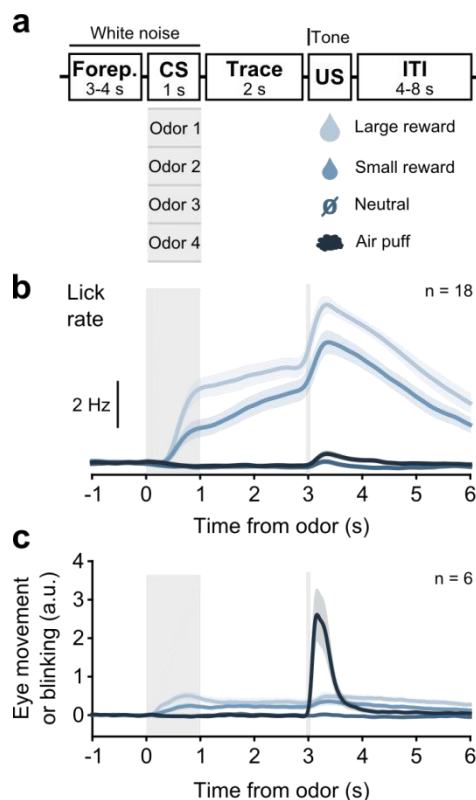 a
White noise
Tone
Forep.
3-4 s
CS
1 s
Trace
2 s
US
ITI
4-8 s
Odor 1
Odor 2
Odor 3
Odor 4
Large reward
Small reward
Neutral
Air puff
b
Lick
rate
n = 18
2 Hz
-1 0 1 2 3 4 5 6
Time from odor (s)
c
n = 6
Eye movement
or blinking (a.u.)
4
3
2
1
0
-1 0 1 2 3 4 5 6
Time from odor (s)